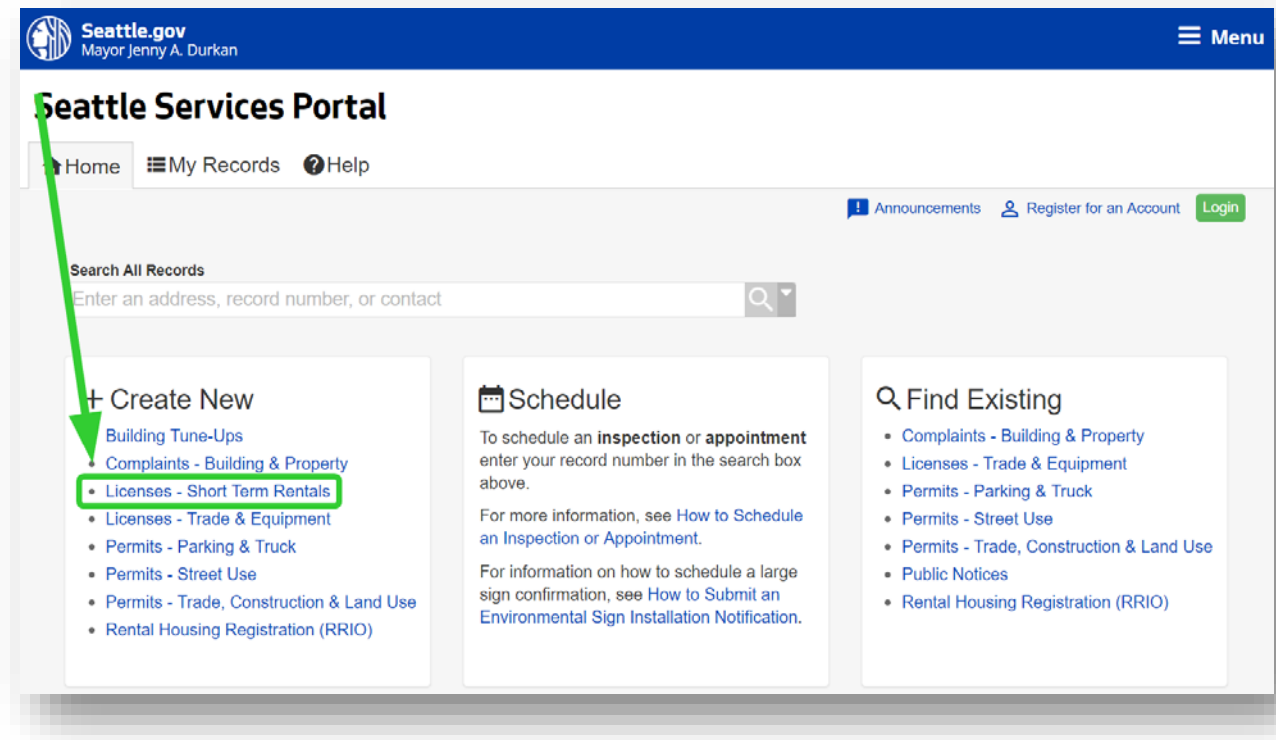 Seattle.gov
Mayor Jenny A. Durkan
Menu
Seattle Services Portal
Home
My Records
Help
Announcements
Register for an Account
Login
Search All Records
Enter an address, record number, or contact
Create New
Building Tune-Ups
Complaints - Building & Property
Licenses - Short Term Rentals
Licenses - Trade & Equipment
Permits - Parking & Truck
Permits - Street Use
Permits - Trade, Construction & Land Use
Rental Housing Registration (RRIO)
Schedule
To schedule an inspection or appointment
enter your record number in the search box
above.
For more information, see How to Schedule
an Inspection or Appointment.
For information on how to schedule a large
sign confirmation, see How to Submit an
Environmental Sign Installation Notification.
Find Existing
Complaints - Building & Property
Licenses - Trade & Equipment
Permits - Parking & Truck
Permits - Street Use
Permits - Trade, Construction & Land Use
Public Notices
Rental Housing Registration (RRIO)